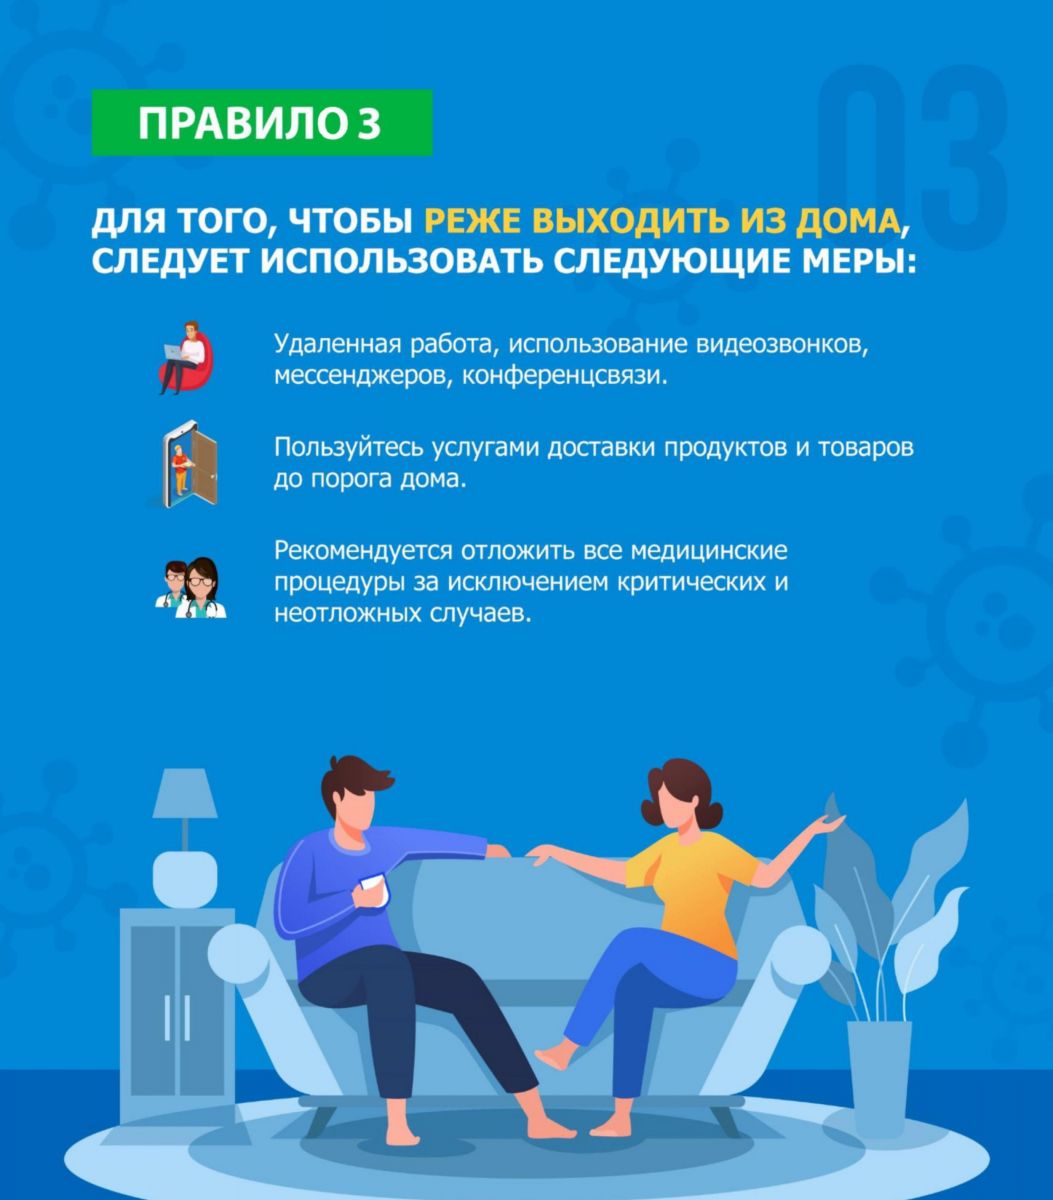 03
ПРАВИЛО 3
ДЛЯ ТОГО, ЧТОБЫ РЕЖЕ ВЫХОДИТЬ ИЗ ДОМА,
СЛЕДУЕТ ИСПОЛЬЗОВАТЬ СЛЕДУЮЩИЕ МЕРЫ:
Удаленная работа, использование видеозвонков,
мессенджеров, конференцсвязи.
Пользуйтесь услугами доставки продуктов и товаров
до порога дома.
Рекомендуется отложить все медицинские
процедуры за исключением критических и
неотложных случаев.